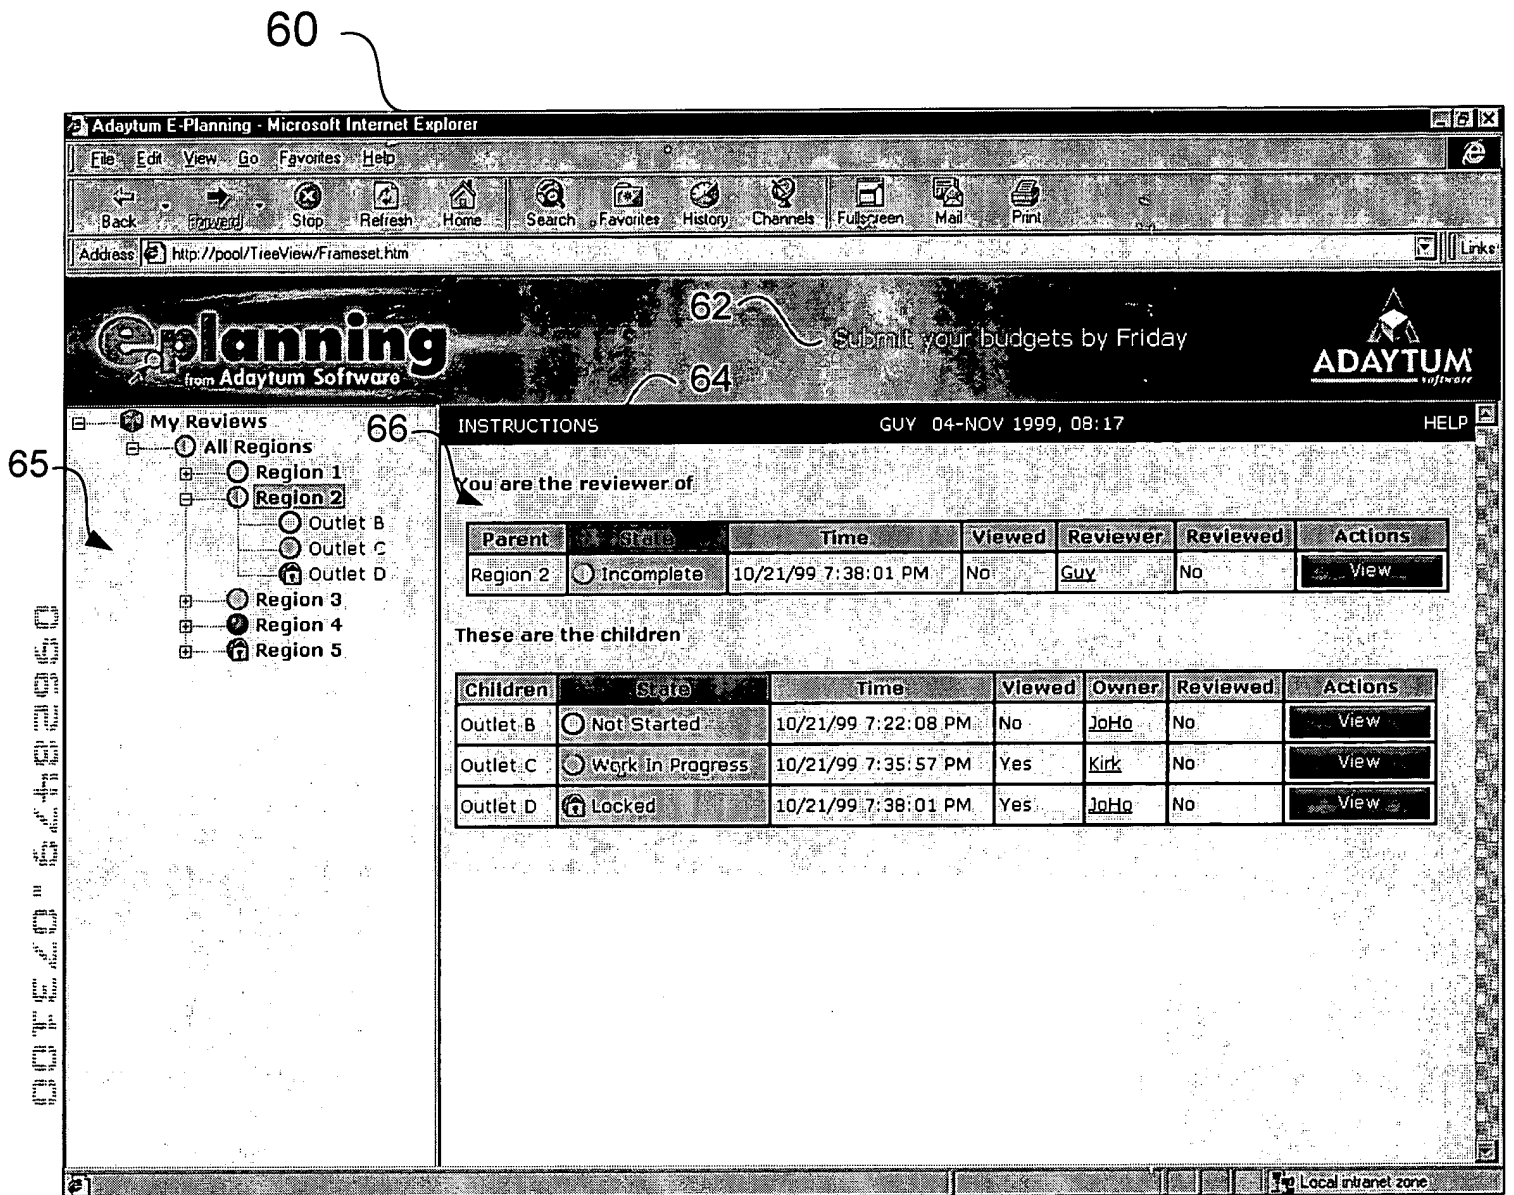 60
Adaytum E-Planning - Microsoft Internet Explorer
File Edit View Go Favorites Help
Back Forward Stop Refresh Home Search Favorites History Channels Fullscreen Mail Print
Address http://pool/TreeView/Frameset.htm Links
eplanning
from Adaytum Software
62
Submit your budgets by Friday
ADAYTUM
software
64
65
My Reviews
All Regions
Region 1
Region 2
Outlet B
Outlet C
Outlet D
Region 3
Region 4
Region 5
66
INSTRUCTIONS GUY 04-NOV 1999, 08:17 HELP
You are the reviewer of
Parent State Time Viewed Reviewer Reviewed Actions
Region 2 Incomplete 10/21/99 7:38:01 PM No Guy No View
These are the children
Children State Time Viewed Owner Reviewed Actions
Outlet B Not Started 10/21/99 7:22:08 PM No JoHo No View
Outlet C Work In Progress 10/21/99 7:35:57 PM Yes Kirk No View
Outlet D Locked 10/21/99 7:38:01 PM Yes JoHo No View
Local intranet zone